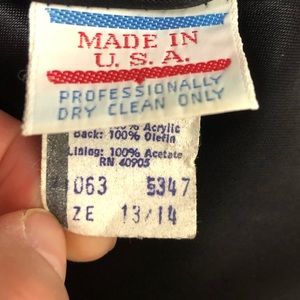 MADE IN
U. S. A.
PROFESSIONALLY
DRY CLEAN ONLY
Acrylic
Back: 100% Olefin
Lining: 100% Acetate
RN 40905
063 5347
ZE 13/14